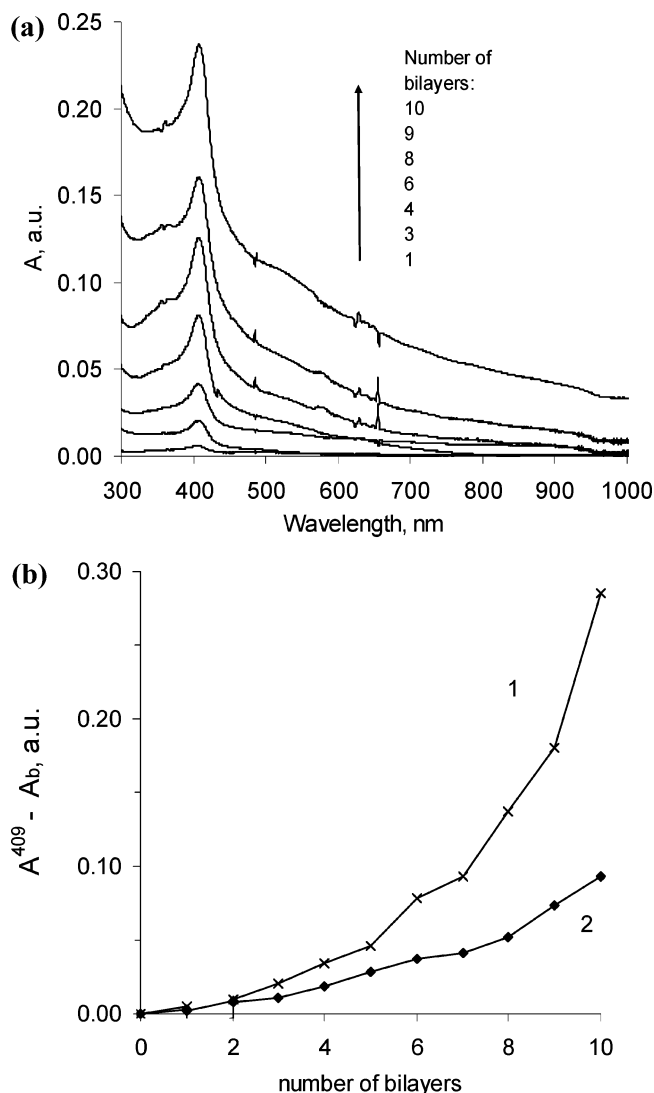 (a)
0.25
0.20
0.15
0.10
0.05
0.00
A, a.u.
Number of
bilayers:
10
9
8
6
4
3
1
300 400 500 600 700 800 900 1000
Wavelength, nm
(b)
0.30
0.20
0.10
0.00
A⁴⁰⁹ - Ab, a.u.
1
2
0 2 4 6 8 10
number of bilayers